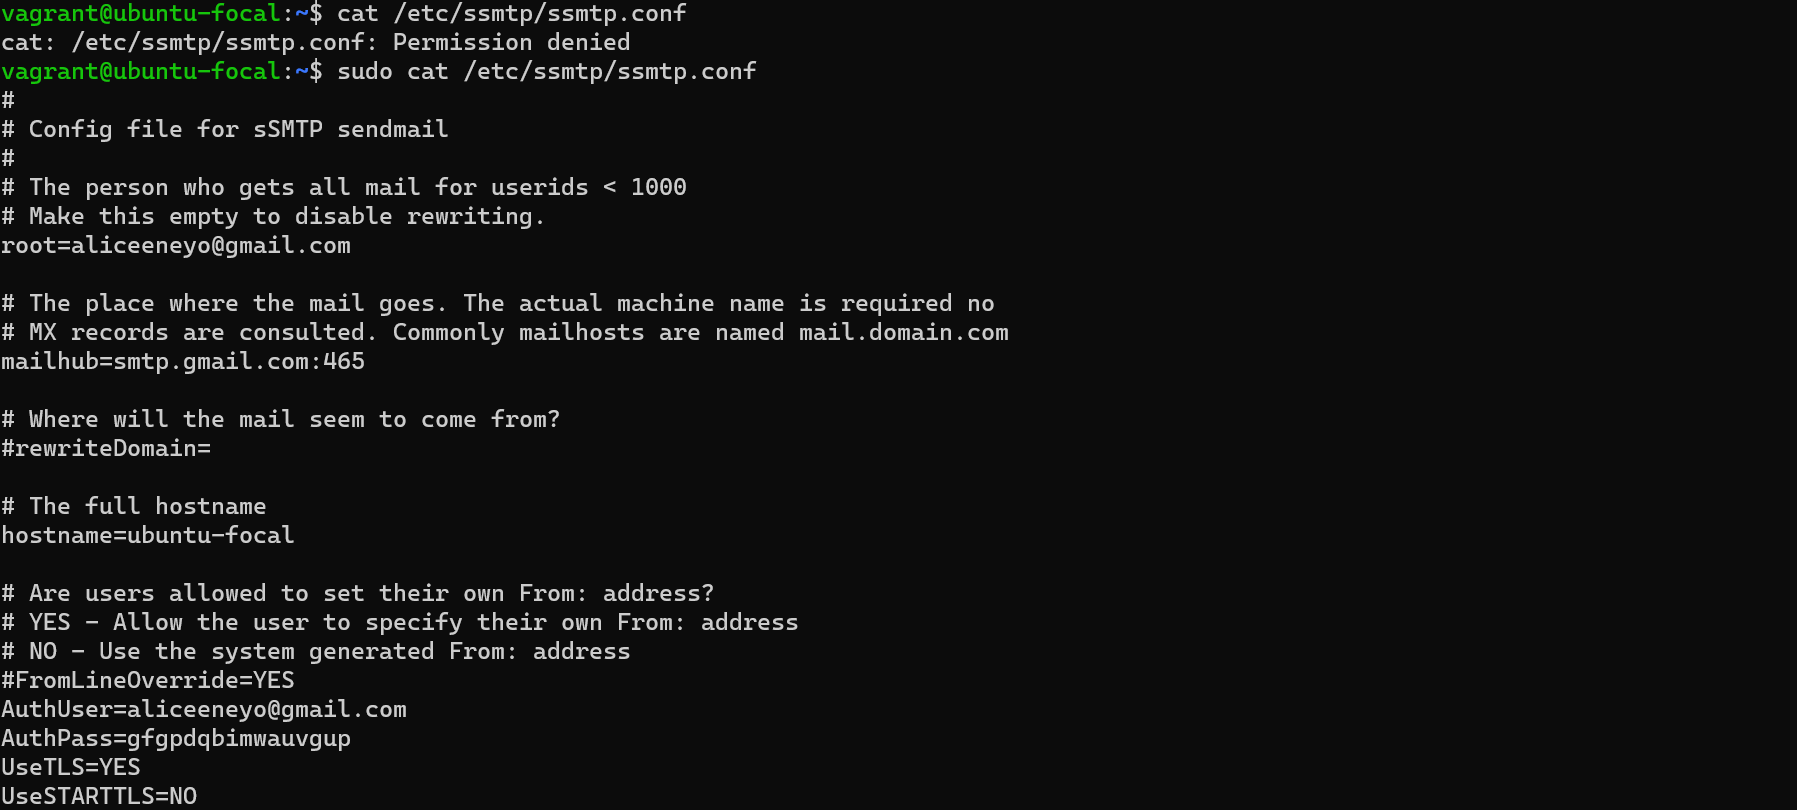 vagrant@ubuntu-focal:~$ cat /etc/ssmtp/ssmtp.conf
cat: /etc/ssmtp/ssmtp.conf: Permission denied
vagrant@ubuntu-focal:~$ sudo cat /etc/ssmtp/ssmtp.conf
#
# Config file for sSMTP sendmail
#
# The person who gets all mail for userids < 1000
# Make this empty to disable rewriting.
root=aliceeneyo@gmail.com

# The place where the mail goes. The actual machine name is required no
# MX records are consulted. Commonly mailhosts are named mail.domain.com
mailhub=smtp.gmail.com:465

# Where will the mail seem to come from?
#rewriteDomain=

# The full hostname
hostname=ubuntu-focal

# Are users allowed to set their own From: address?
# YES - Allow the user to specify their own From: address
# NO - Use the system generated From: address
#FromLineOverride=YES
AuthUser=aliceeneyo@gmail.com
AuthPass=gfgpdqbimwauvgup
UseTLS=YES
UseSTARTTLS=NO